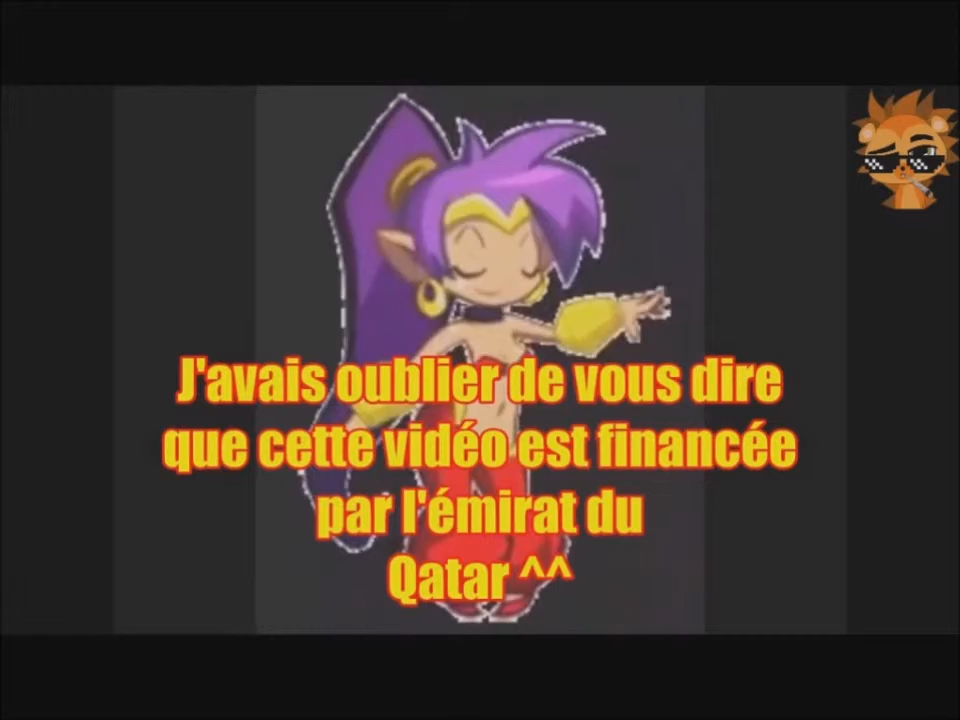 J'avais oublier de vous dire
que cette vidéo est financée
par l'émirat du
Qatar ^^